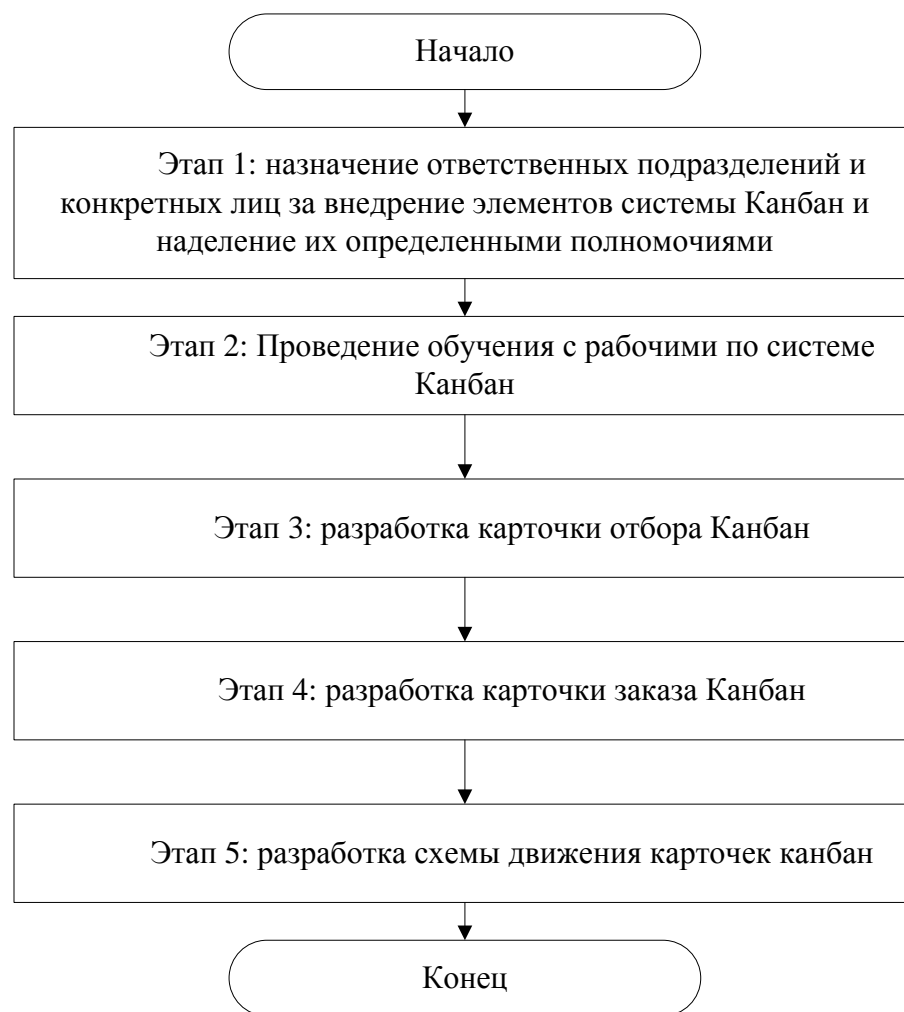 Начало
Этап 1: назначение ответственных подразделений и
конкретных лиц за внедрение элементов системы Канбан и
наделение их определенными полномочиями
Этап 2: Проведение обучения с рабочими по системе
Канбан
Этап 3: разработка карточки отбора Канбан
Этап 4: разработка карточки заказа Канбан
Этап 5: разработка схемы движения карточек канбан
Конец